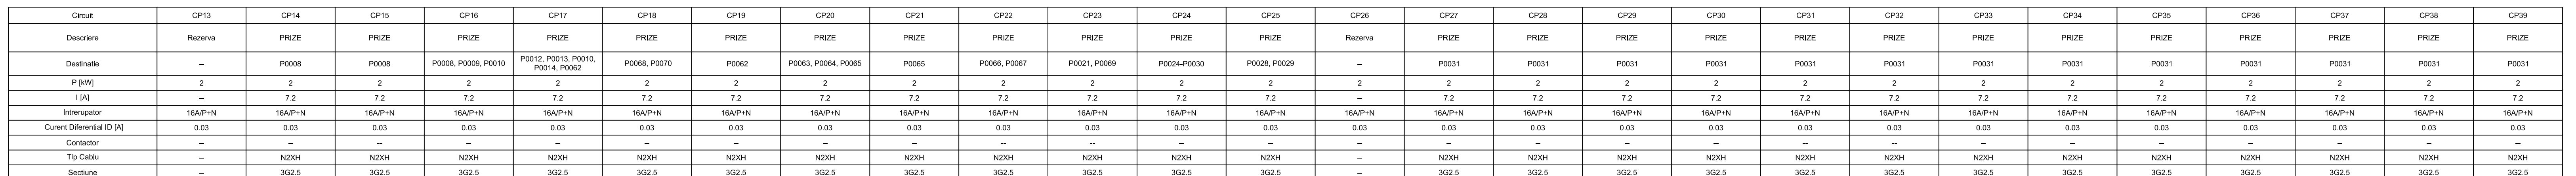 Circuit CP13 CP14 CP15 CP16 CP17 CP18 CP19 CP20 CP21 CP22 CP23 CP24 CP25 CP26 CP27 CP28 CP29 CP30 CP31 CP32 CP33 CP34 CP35 CP36 CP37 CP38 CP39
Descriere Rezerva PRIZE PRIZE PRIZE PRIZE PRIZE PRIZE PRIZE PRIZE PRIZE PRIZE PRIZE PRIZE Rezerva PRIZE PRIZE PRIZE PRIZE PRIZE PRIZE PRIZE PRIZE PRIZE PRIZE PRIZE PRIZE PRIZE
Destinatie – P0008 P0008 P0008, P0009, P0010 P0012, P0013, P0010, P0014, P0062 P0068, P0070 P0062 P0063, P0064, P0065 P0065 P0066, P0067 P0021, P0069 P0024-P0030 P0028, P0029 – P0031 P0031 P0031 P0031 P0031 P0031 P0031 P0031 P0031 P0031 P0031 P0031 P0031
P [kW] 2 2 2 2 2 2 2 2 2 2 2 2 2 2 2 2 2 2 2 2 2 2 2 2 2 2 2
I [A] – 7.2 7.2 7.2 7.2 7.2 7.2 7.2 7.2 7.2 7.2 7.2 7.2 – 7.2 7.2 7.2 7.2 7.2 7.2 7.2 7.2 7.2 7.2 7.2 7.2 7.2
Intrerupator 16A/P+N 16A/P+N 16A/P+N 16A/P+N 16A/P+N 16A/P+N 16A/P+N 16A/P+N 16A/P+N 16A/P+N 16A/P+N 16A/P+N 16A/P+N 16A/P+N 16A/P+N 16A/P+N 16A/P+N 16A/P+N 16A/P+N 16A/P+N 16A/P+N 16A/P+N 16A/P+N 16A/P+N 16A/P+N 16A/P+N 16A/P+N
Curent Diferential ID [A] 0.03 0.03 0.03 0.03 0.03 0.03 0.03 0.03 0.03 0.03 0.03 0.03 0.03 0.03 0.03 0.03 0.03 0.03 0.03 0.03 0.03 0.03 0.03 0.03 0.03 0.03 0.03
Contactor – – – – – -- – – – -- -- – – – – – – -- -- -- – – – – – – --
Tip Cablu – N2XH N2XH N2XH N2XH N2XH N2XH N2XH N2XH N2XH N2XH N2XH N2XH – N2XH N2XH N2XH N2XH N2XH N2XH N2XH N2XH N2XH N2XH N2XH N2XH N2XH
Sectiune – 3G2.5 3G2.5 3G2.5 3G2.5 3G2.5 3G2.5 3G2.5 3G2.5 3G2.5 3G2.5 3G2.5 3G2.5 – 3G2.5 3G2.5 3G2.5 3G2.5 3G2.5 3G2.5 3G2.5 3G2.5 3G2.5 3G2.5 3G2.5 3G2.5 3G2.5